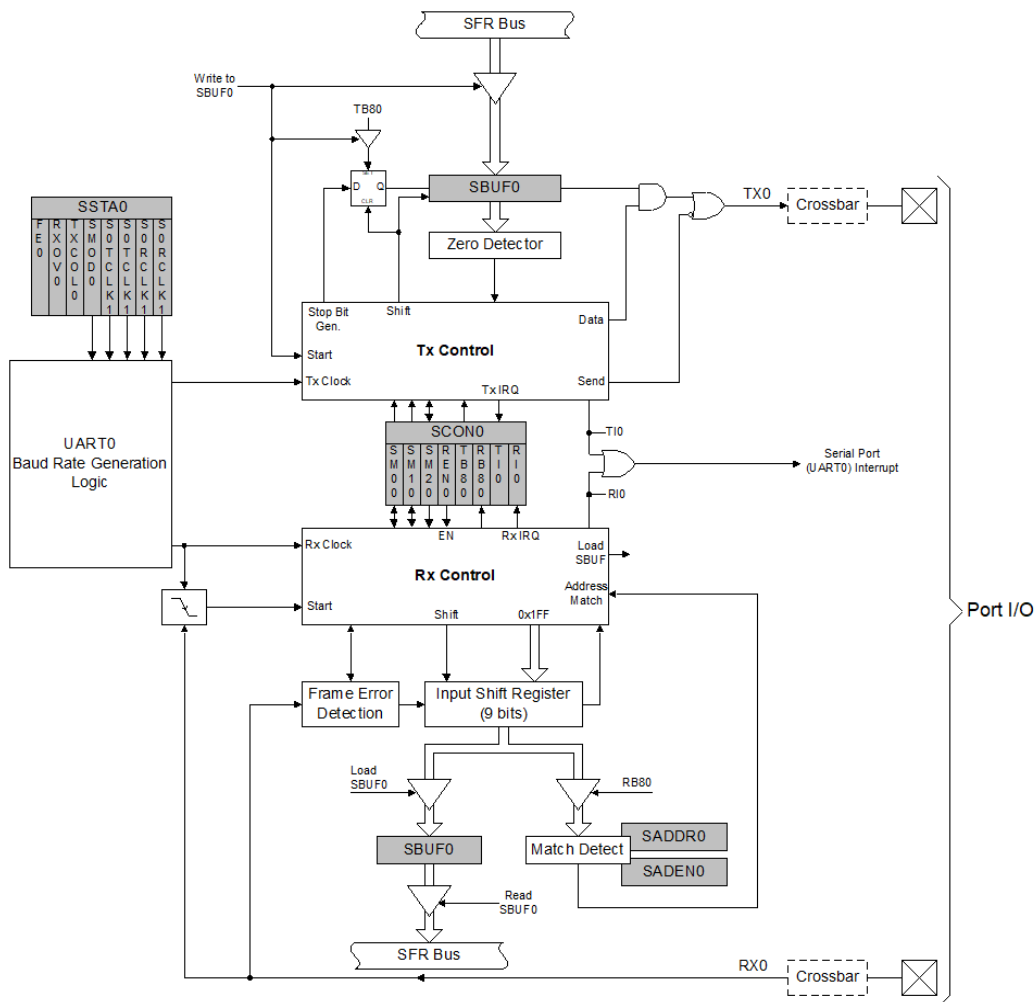 SFR Bus
Write to
SBUF0
TB80
SET
D Q
CLR
SBUF0
TX0
Crossbar
Zero Detector
SSTA0
FE0
RXOV0
TXCOL0
SMOD0
S0TCLK1
S0TCLK1
S0RCLK1
S0RCLK1
Stop Bit
Gen.
Shift
Data
Tx Control
Start
Tx Clock
Tx IRQ
Send
UART0
Baud Rate Generation
Logic
SCON0
SM00
SM10
SM20
REN0
TB80
RB80
TI0
RI0
TI0
Serial Port
(UART0) Interrupt
RI0
EN
Rx IRQ
Rx Clock
Load
SBUF
Rx Control
Address
Match
Start
Shift
0x1FF
Port I/O
Frame Error
Detection
Input Shift Register
(9 bits)
Load
SBUF0
RB80
SBUF0
Match Detect
SADDR0
SADEN0
Read
SBUF0
SFR Bus
RX0
Crossbar